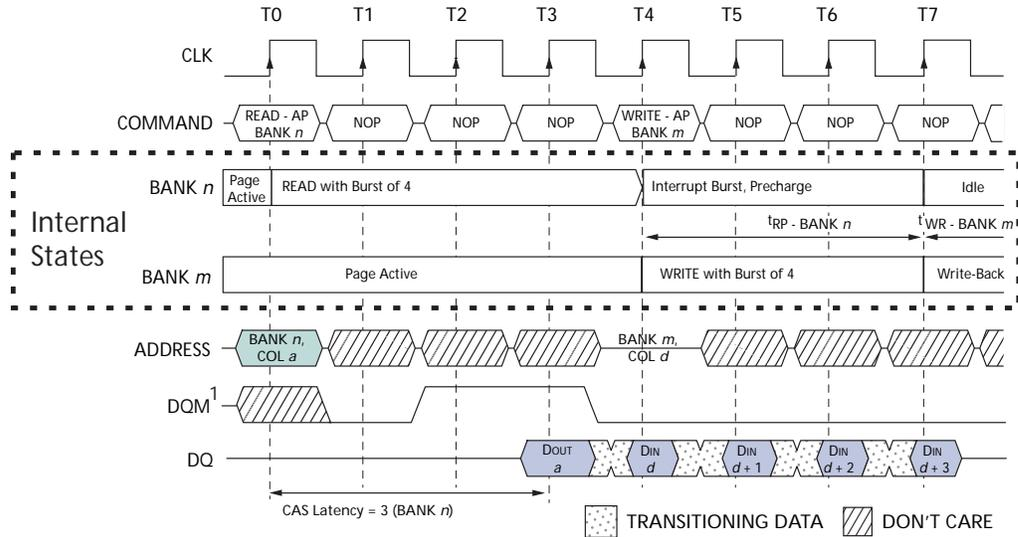 T0 T1 T2 T3 T4 T5 T6 T7
CLK
COMMAND
READ - AP
BANK n
NOP NOP NOP
WRITE - AP
BANK m
NOP NOP NOP
Internal
States
BANK n
Page
Active
READ with Burst of 4
Interrupt Burst, Precharge
Idle
tRP - BANK n
tWR - BANK m
BANK m
Page Active
WRITE with Burst of 4
Write-Back
ADDRESS
BANK n,
COL a
BANK m,
COL d
DQM1
DQ
DOUT
a
DIN
d
DIN
d + 1
DIN
d + 2
DIN
d + 3
CAS Latency = 3 (BANK n)
TRANSITIONING DATA
DON'T CARE